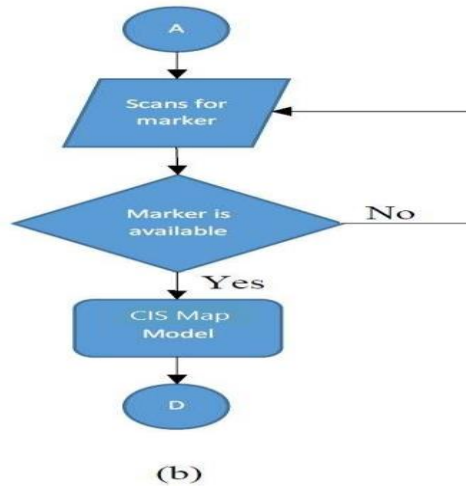 A
Scans for
marker
Marker is
available
No
Yes
CIS Map
Model
D
(b)